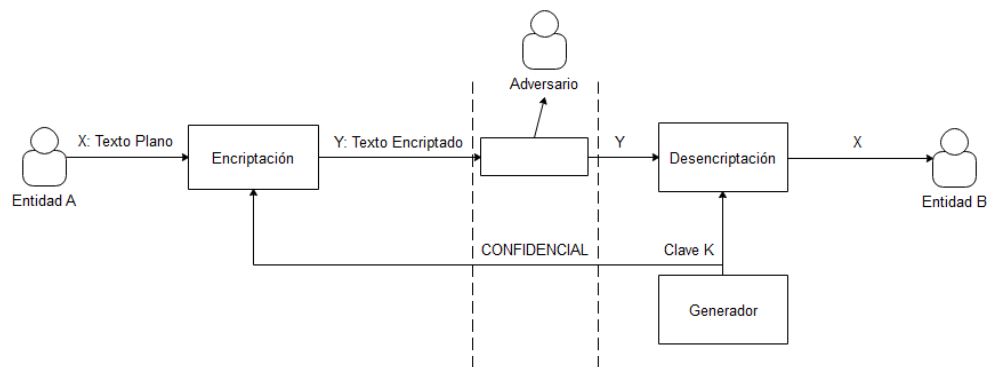 Adversario
X: Texto Plano
Encriptación
Y: Texto Encriptado
Y
Desencriptación
X
Entidad A
Entidad B
CONFIDENCIAL
Clave K
Generador